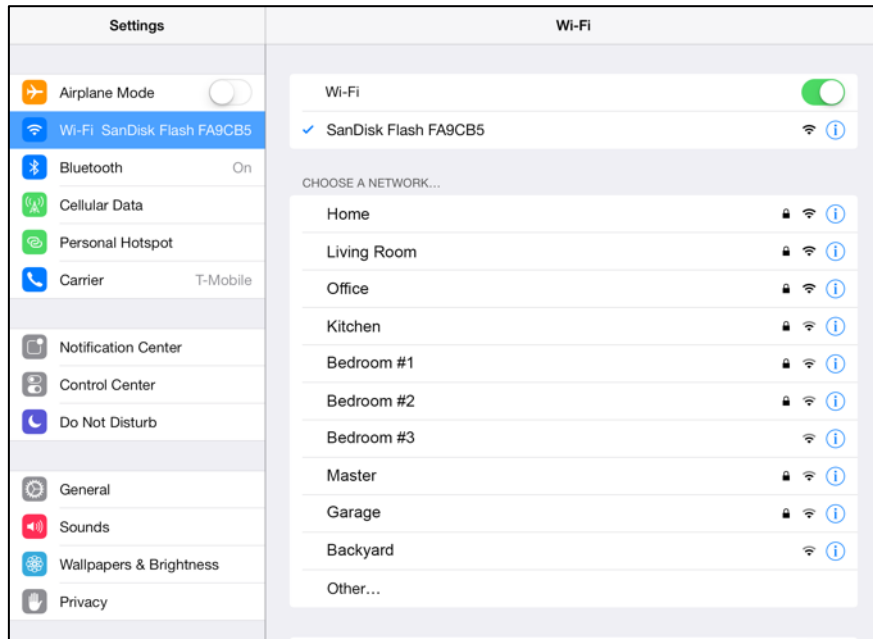 Settings
Airplane Mode
Wi-Fi SanDisk Flash FA9CB5
Bluetooth On
Cellular Data
Personal Hotspot
Carrier T-Mobile
Notification Center
Control Center
Do Not Disturb
General
Sounds
Wallpapers & Brightness
Privacy
Wi-Fi
Wi-Fi
SanDisk Flash FA9CB5
CHOOSE A NETWORK...
Home
Living Room
Office
Kitchen
Bedroom #1
Bedroom #2
Bedroom #3
Master
Garage
Backyard
Other...